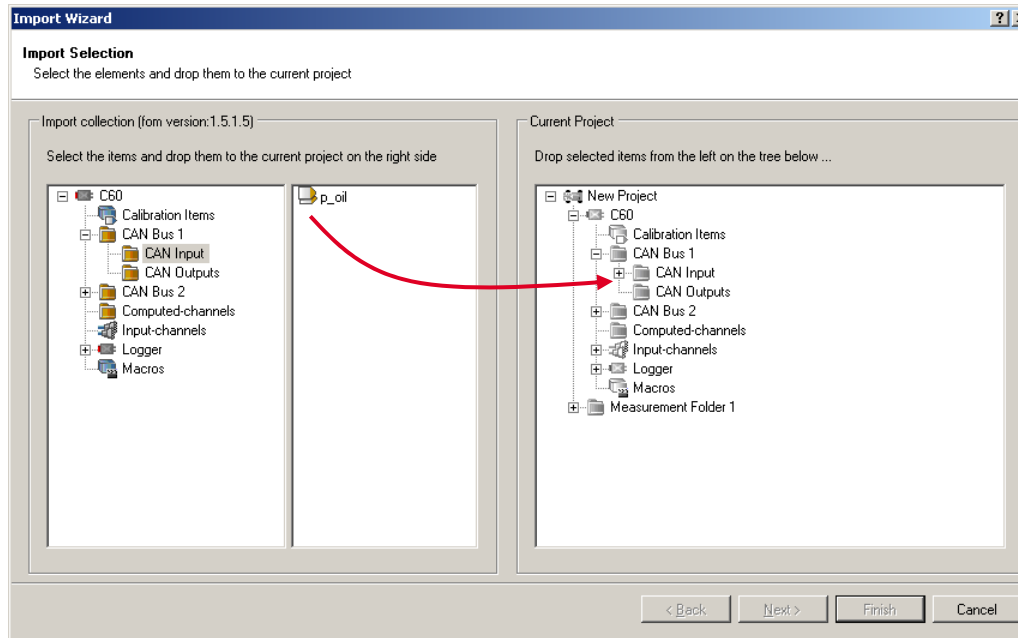 Import Wizard
Import Selection
Select the elements and drop them to the current project
Import collection (fom version:1.5.1.5)
Select the items and drop them to the current project on the right side
C60
Calibration Items
CAN Bus 1
CAN Input
CAN Outputs
CAN Bus 2
Computed-channels
Input-channels
Logger
Macros
p_oil
Current Project
Drop selected items from the left on the tree below ...
New Project
C60
Calibration Items
CAN Bus 1
CAN Input
CAN Outputs
CAN Bus 2
Computed-channels
Input-channels
Logger
Macros
Measurement Folder 1
< Back
Next >
Finish
Cancel